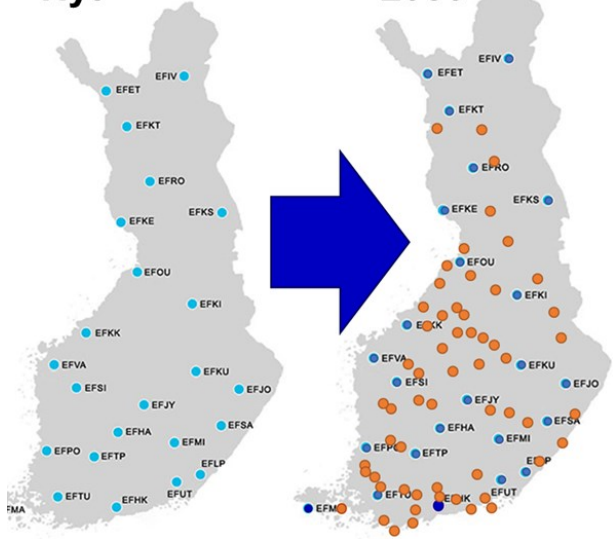 EFIV
EFET
EFKT
EFRO
EFKS
EFKE
EFOU
EFKI
EFKK
EFVA
EFKU
EFSI
EFJO
EFJY
EFSA
EFHA
EFMI
EFPO
EFTP
EFLP
EFUT
EFTU
EFHK
FMA
EFIV
EFET
EFKT
EFRO
EFKS
EFKE
EFOU
EFKI
EFVA
EFKU
EFSI
EFJO
EFJY
EFSA
EFHA
EFMI
EFTP
EFUT